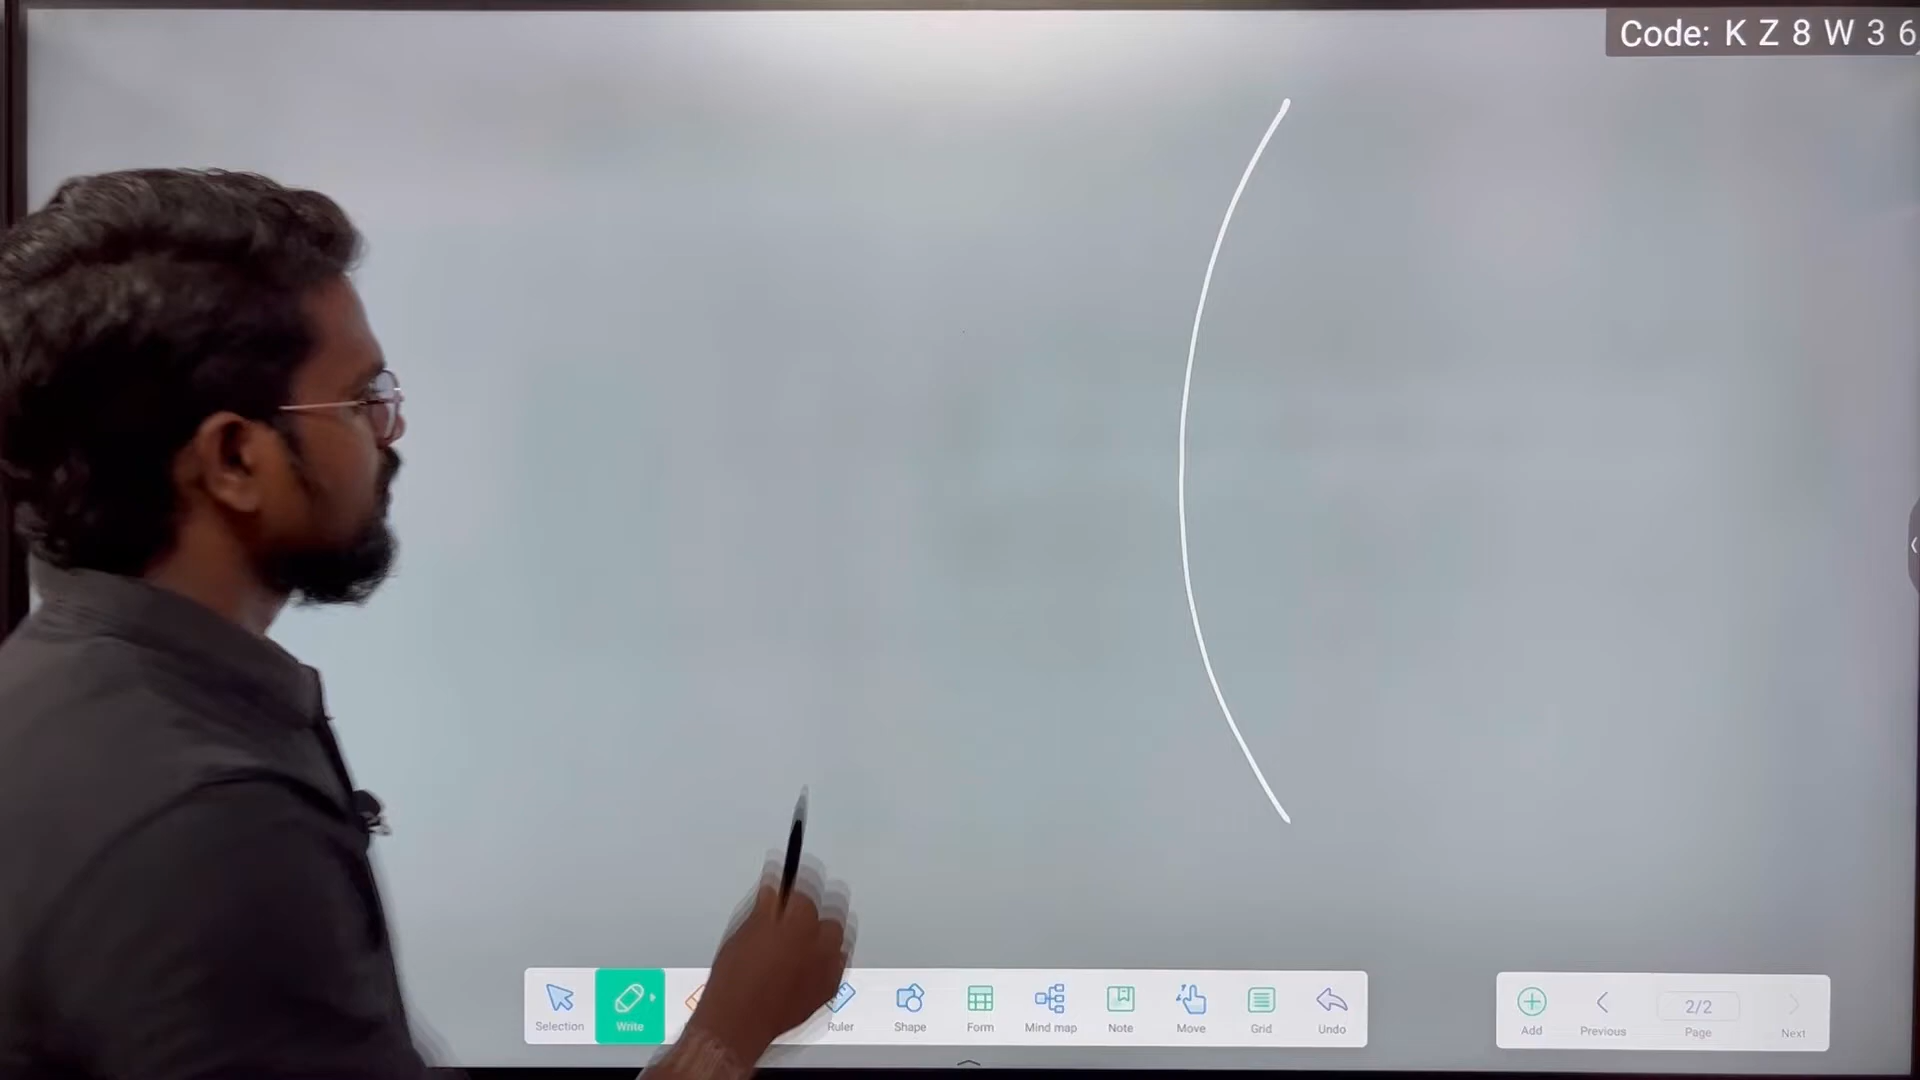 Code: K Z 8 W 3 6
Selection
Write
Ruler
Shape
Form
Mind map
Note
Move
Grid
Undo
Add
Previous
2/2
Page
Next